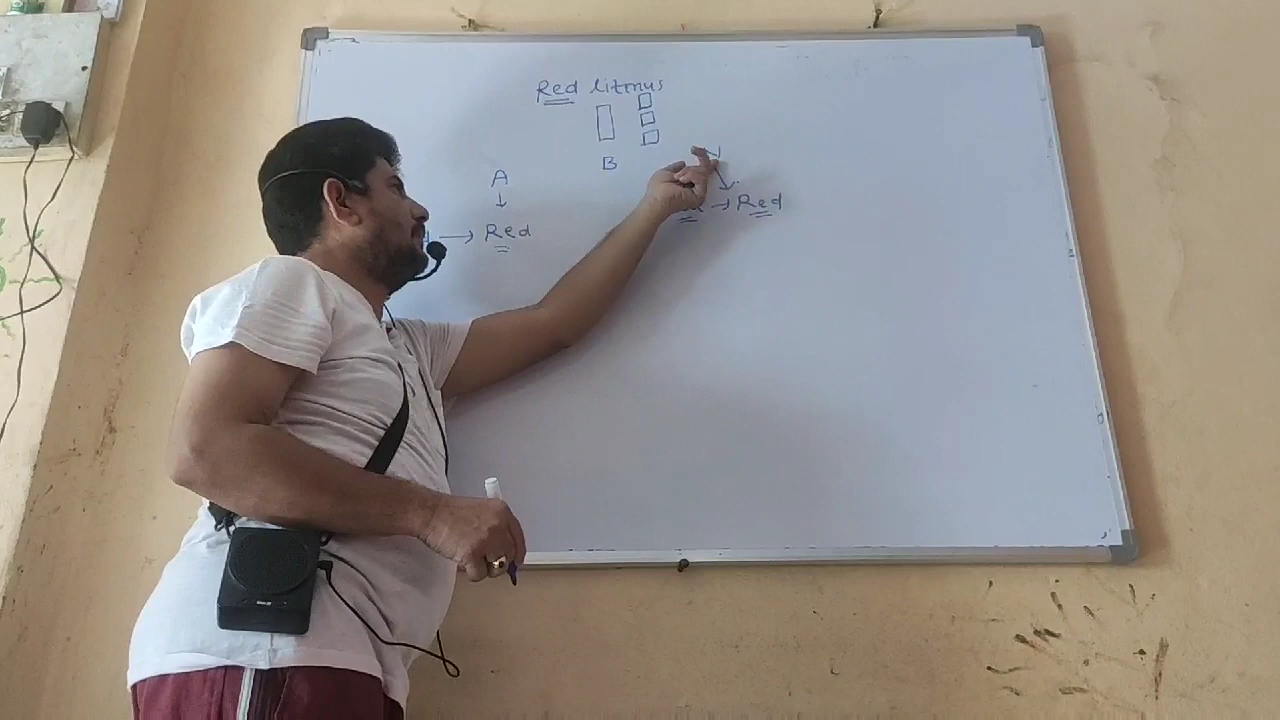 Red litmus
B
A
→ Red
→ Red